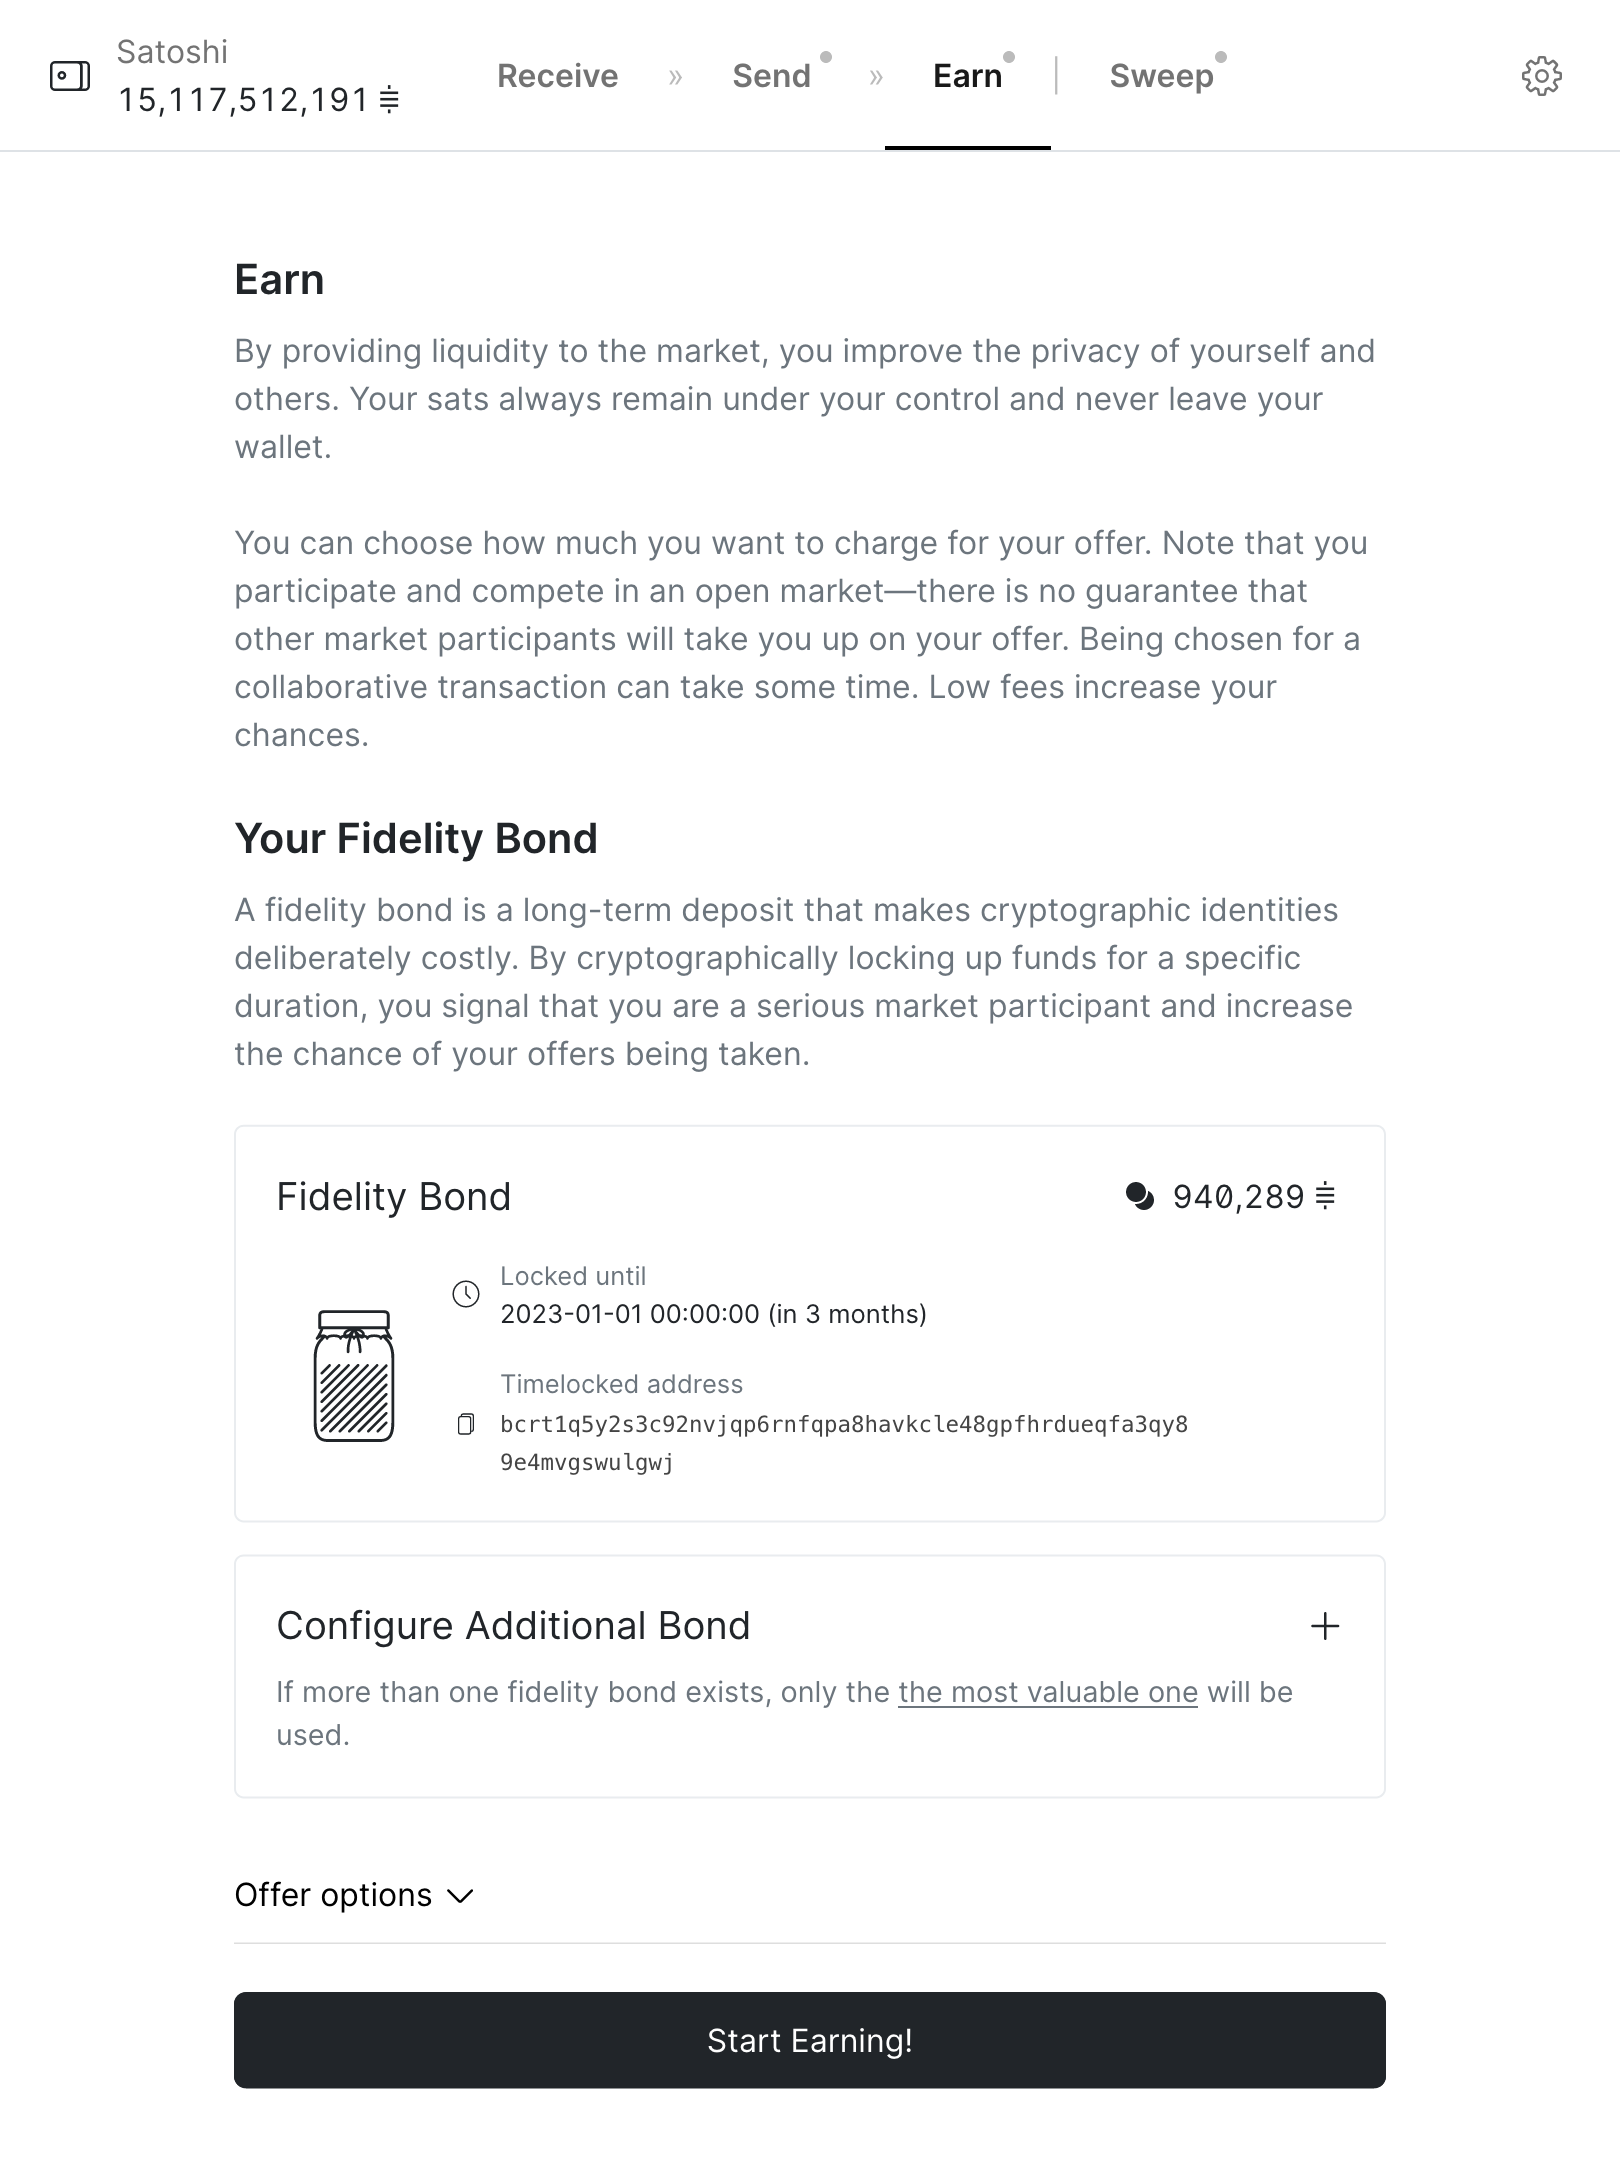 Satoshi
15,117,512,191
Receive » Send » Earn | Sweep
Earn
By providing liquidity to the market, you improve the privacy of yourself and
others. Your sats always remain under your control and never leave your
wallet.
You can choose how much you want to charge for your offer. Note that you
participate and compete in an open market—there is no guarantee that
other market participants will take you up on your offer. Being chosen for a
collaborative transaction can take some time. Low fees increase your
chances.
Your Fidelity Bond
A fidelity bond is a long-term deposit that makes cryptographic identities
deliberately costly. By cryptographically locking up funds for a specific
duration, you signal that you are a serious market participant and increase
the chance of your offers being taken.
Fidelity Bond
940,289
Locked until
2023-01-01 00:00:00 (in 3 months)
Timelocked address
bcrt1q5y2s3c92nvjqp6rnfqpa8havkcle48gpfhrdueqfa3qy8
9e4mvgswulgwj
Configure Additional Bond
If more than one fidelity bond exists, only the the most valuable one will be
used.
Offer options
Start Earning!